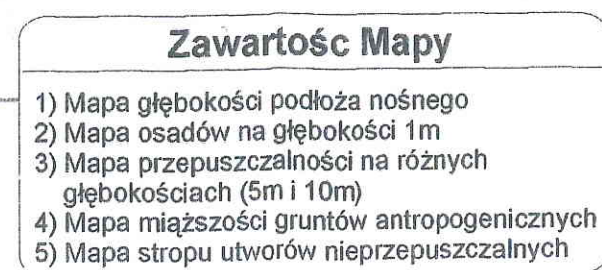 Zawartośc Mapy
1) Mapa głębokości podłoża nośnego
2) Mapa osadów na głębokości 1m
3) Mapa przepuszczalności na różnych
głębokościach (5m i 10m)
4) Mapa miąższości gruntów antropogenicznych
5) Mapa stropu utworów nieprzepuszczalnych